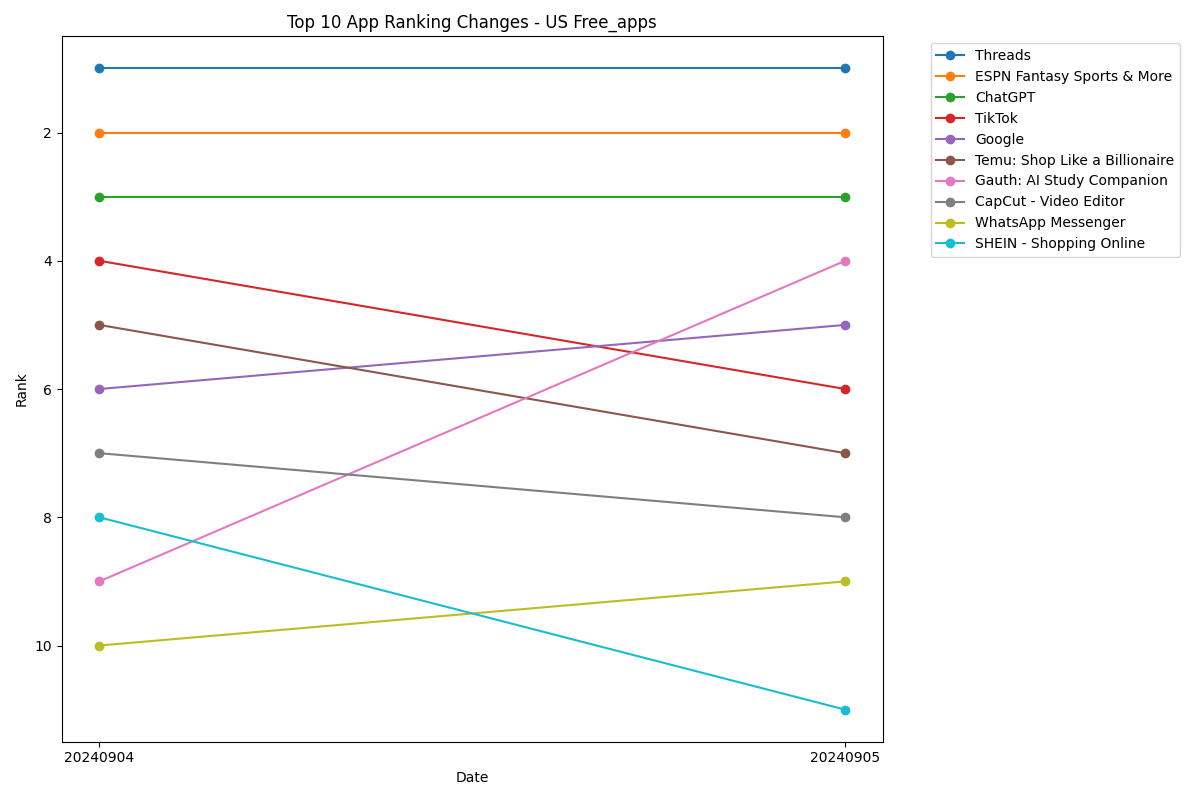 Top 10 App Ranking Changes - US Free_apps
Threads
ESPN Fantasy Sports & More
ChatGPT
TikTok
Google
Temu: Shop Like a Billionaire
Gauth: AI Study Companion
CapCut - Video Editor
WhatsApp Messenger
SHEIN - Shopping Online
Rank
2
4
6
8
10
20240904
20240905
Date